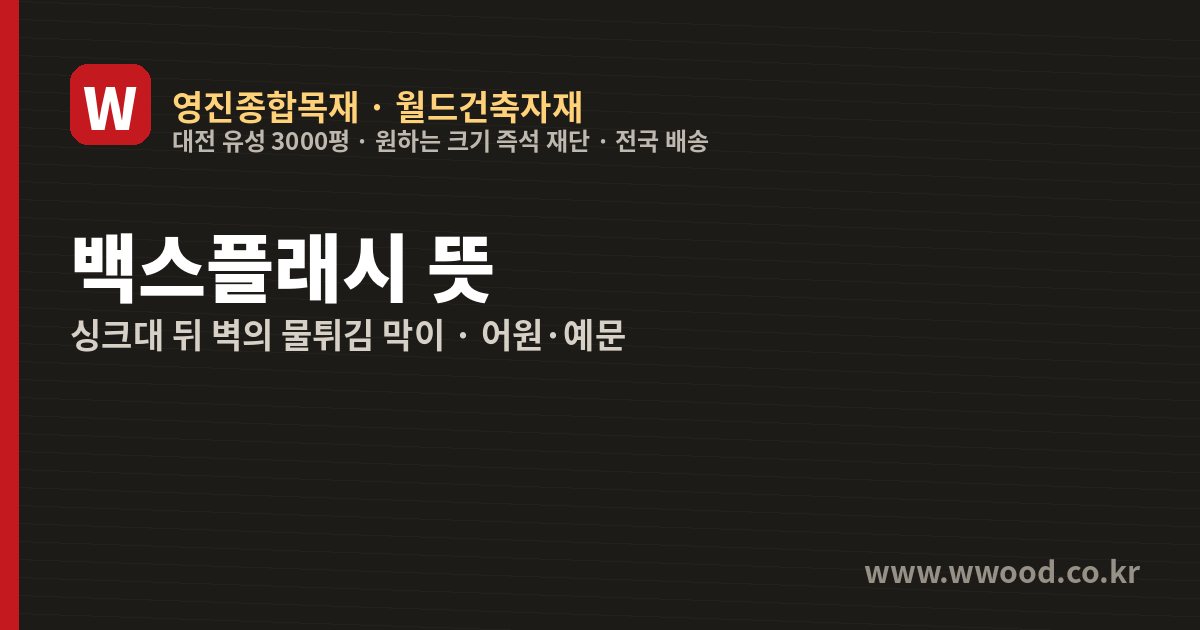 W
영진종합목재 · 월드건축자재
대전 유성 3000평 · 원하는 크기 즉석 재단 · 전국 배송
백스플래시 뜻
싱크대 뒤 벽의 물튀김 막이 · 어원·예문
www.wwood.co.kr